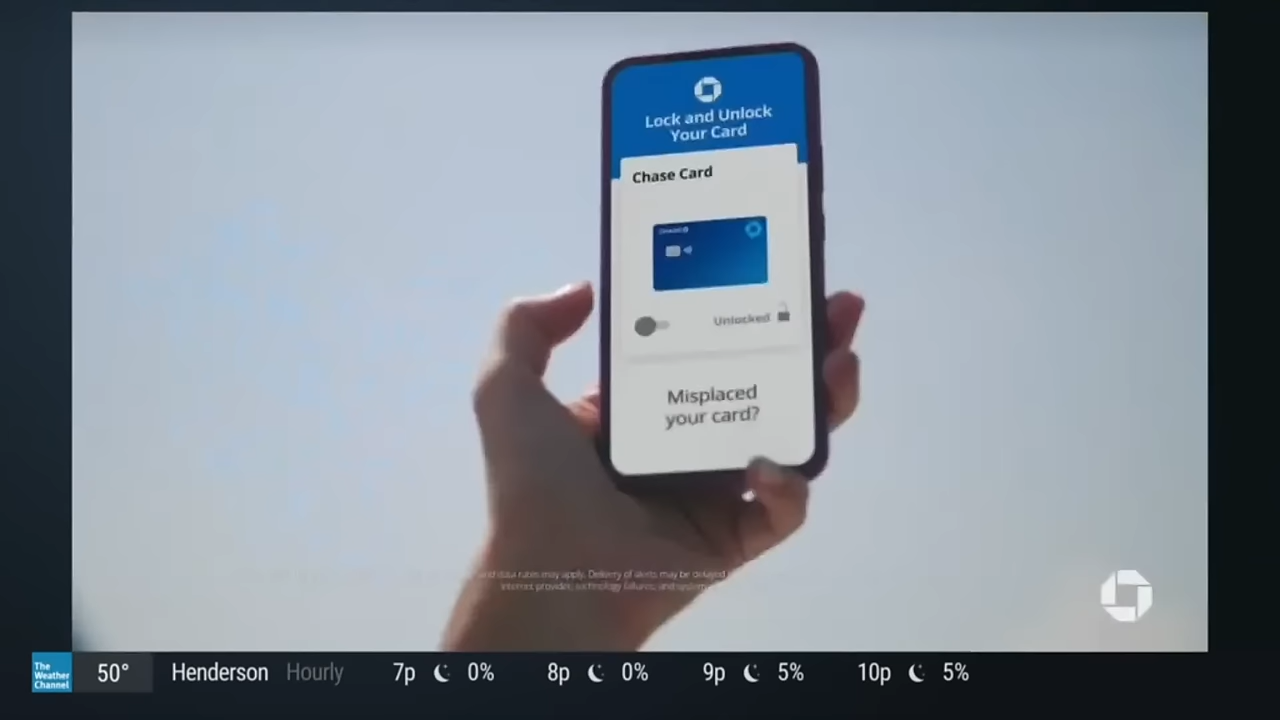 Lock and Unlock
Your Card
Chase Card
Unlocked
Misplaced
your card?
and data rates may apply. Delivery of alerts may be delayed
internet provider, technology failures, and system
The
Weather
Channel
50°
Henderson Hourly 7p 0% 8p 0% 9p 5% 10p 5%